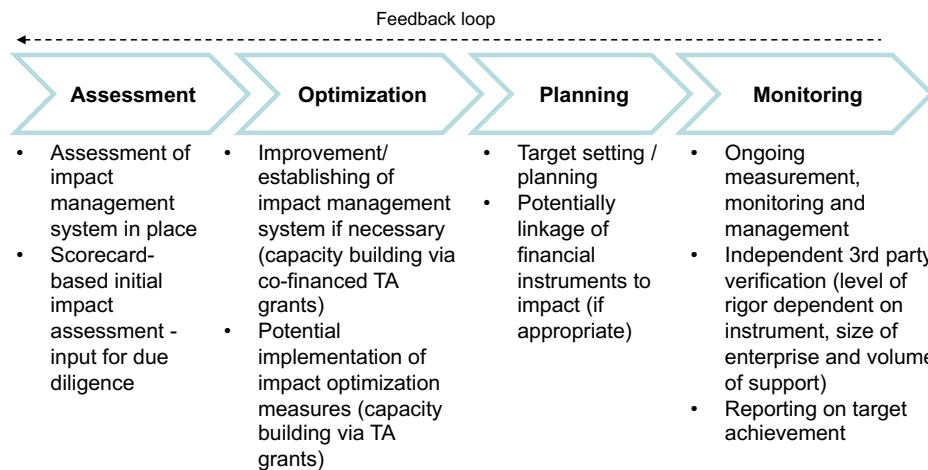 Feedback loop
Assessment
Optimization
Planning
Monitoring
• Assessment of
impact
management
system in place
• Scorecard-
based initial
impact
assessment -
input for due
diligence
• Improvement/
establishing of
impact management
system if necessary
(capacity building via
co-financed TA
grants)
• Potential
implementation of
impact optimization
measures (capacity
building via TA
grants)
• Target setting /
planning
• Potentially
linkage of
financial
instruments to
impact (if
appropriate)
• Ongoing
measurement,
monitoring and
management
• Independent 3rd party
verification (level of
rigor dependent on
instrument, size of
enterprise and volume
of support)
• Reporting on target
achievement